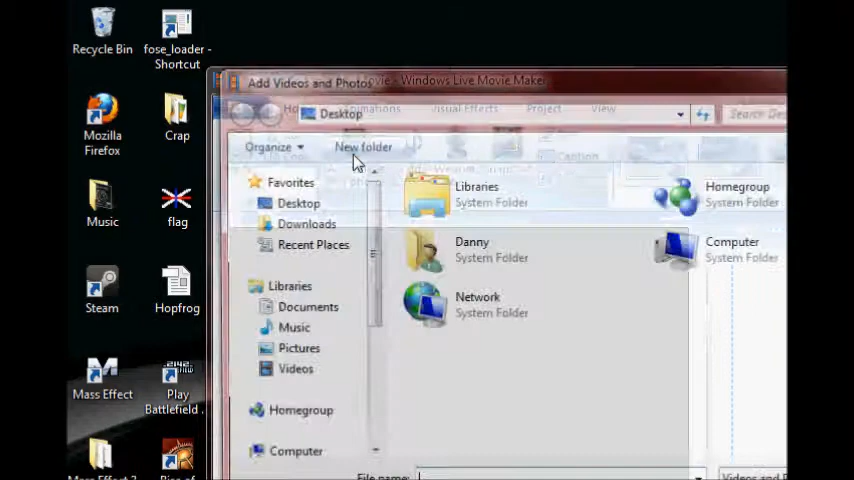 Recycle Bin
fose_loader -
Shortcut
Mozilla
Firefox
Crap
Music
flag
Steam
Hopfrog
Mass Effect
Play
Battlefield .
Add Videos and Photos
- Windows Live Movie Maker
Animations
Visual Effects
Project
View
Desktop
Organize
New folder
Caption
Favorites
Desktop
Downloads
Recent Places
Libraries
Documents
Music
Pictures
Videos
Homegroup
Computer
Libraries
System Folder
Homegroup
System Folder
Danny
System Folder
Computer
System Folder
Network
System Folder
File name: